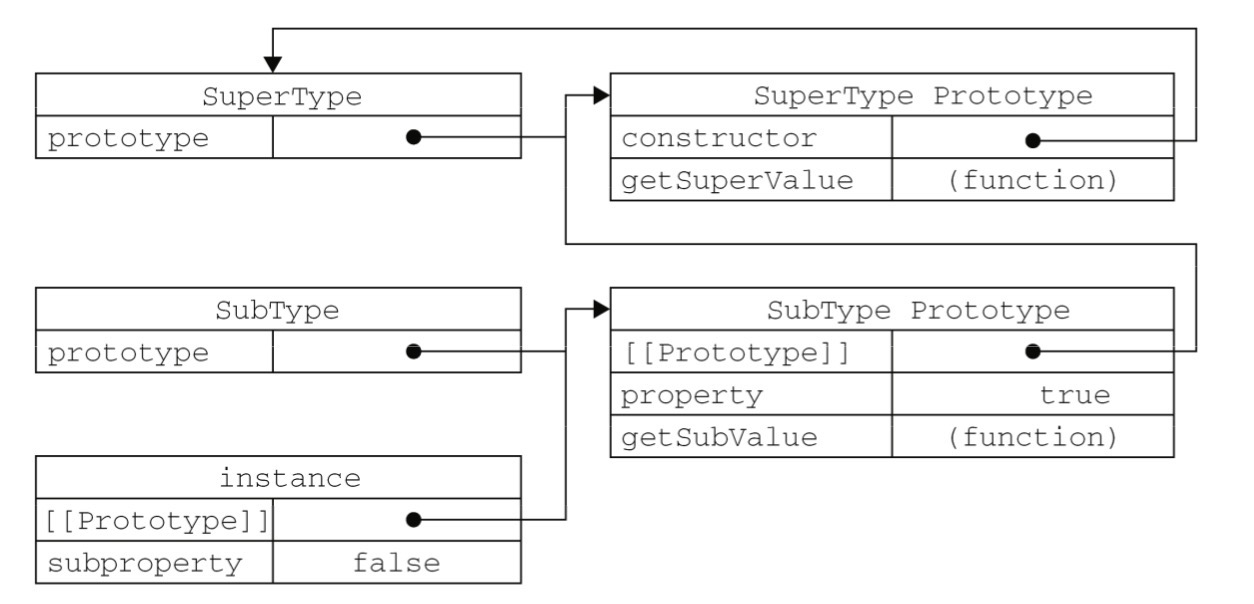 SuperType
prototype
SuperType Prototype
constructor
getSuperValue (function)
SubType
prototype
SubType Prototype
[[Prototype]]
property true
getSubValue (function)
instance
[[Prototype]]
subproperty false